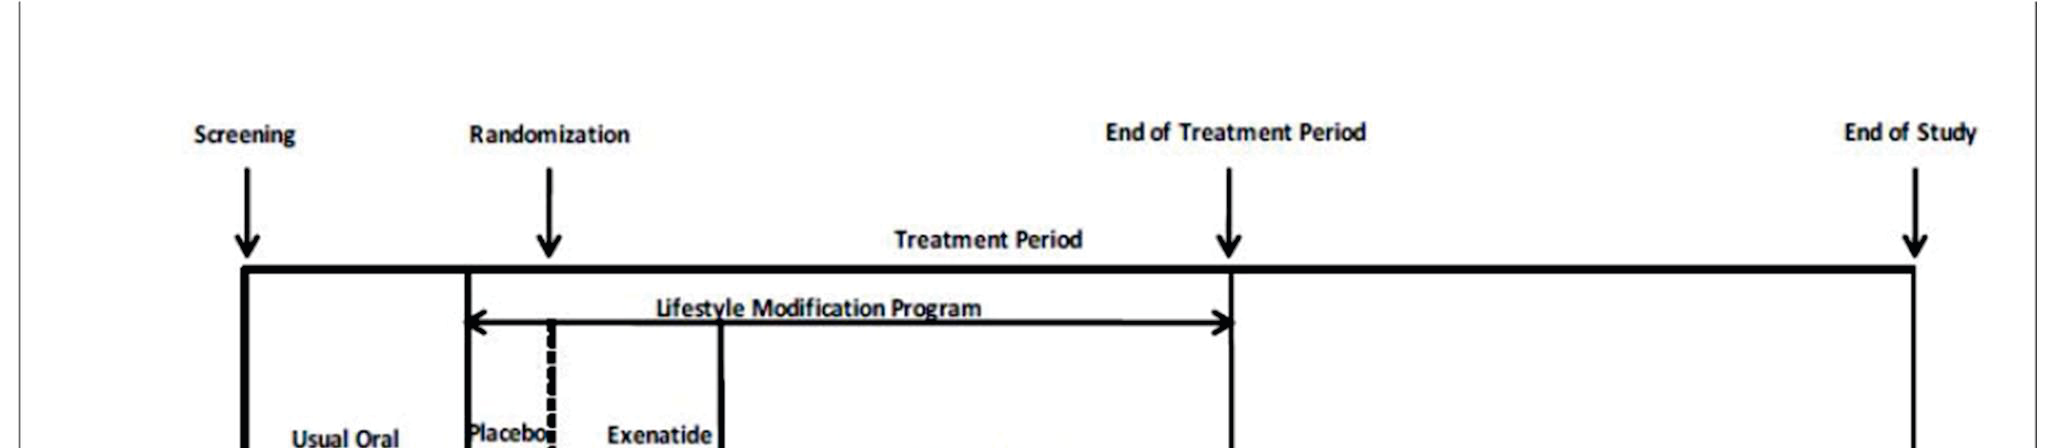 Screening
Randomization
End of Treatment Period
End of Study
Treatment Period
Lifestyle Modification Program
Usual Oral
Placebo
Exenatide